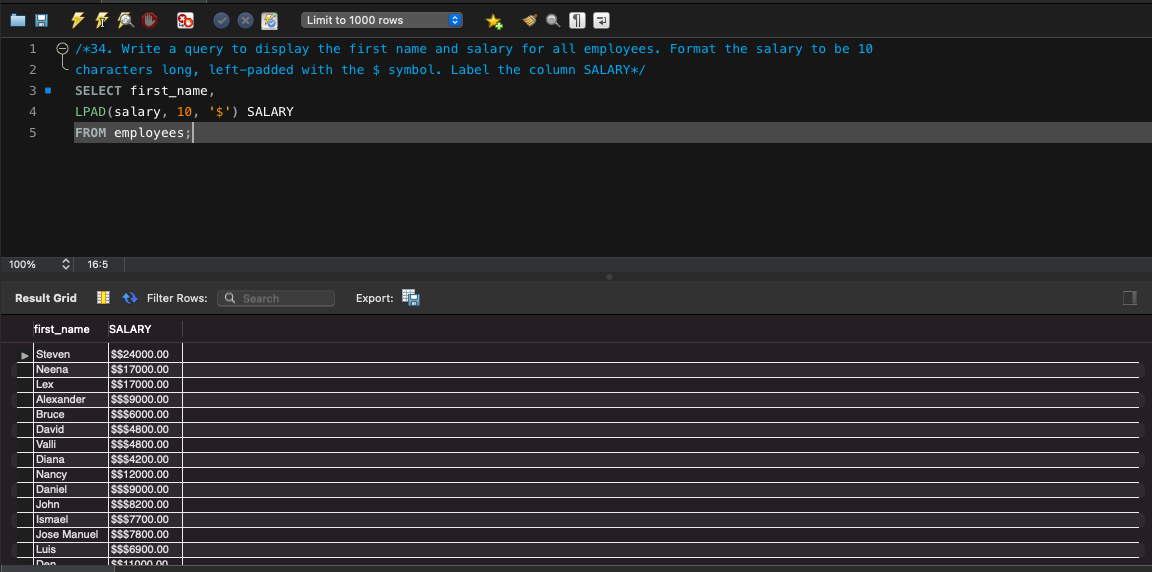 Limit to 1000 rows
1 /*34. Write a query to display the first name and salary for all employees. Format the salary to be 10
2 characters long, left-padded with the $ symbol. Label the column SALARY*/
3 SELECT first_name,
4 LPAD(salary, 10, '$') SALARY
5 FROM employees;
100% 16:5
Result Grid Filter Rows: Search Export:
first_name SALARY
Steven $$24000.00
Neena $$17000.00
Lex $$17000.00
Alexander $$$9000.00
Bruce $$$6000.00
David $$$4800.00
Valli $$$4800.00
Diana $$$4200.00
Nancy $$12000.00
Daniel $$$9000.00
John $$$8200.00
Ismael $$$7700.00
Jose Manuel $$$7800.00
Luis $$$6900.00
Den $$11000.00